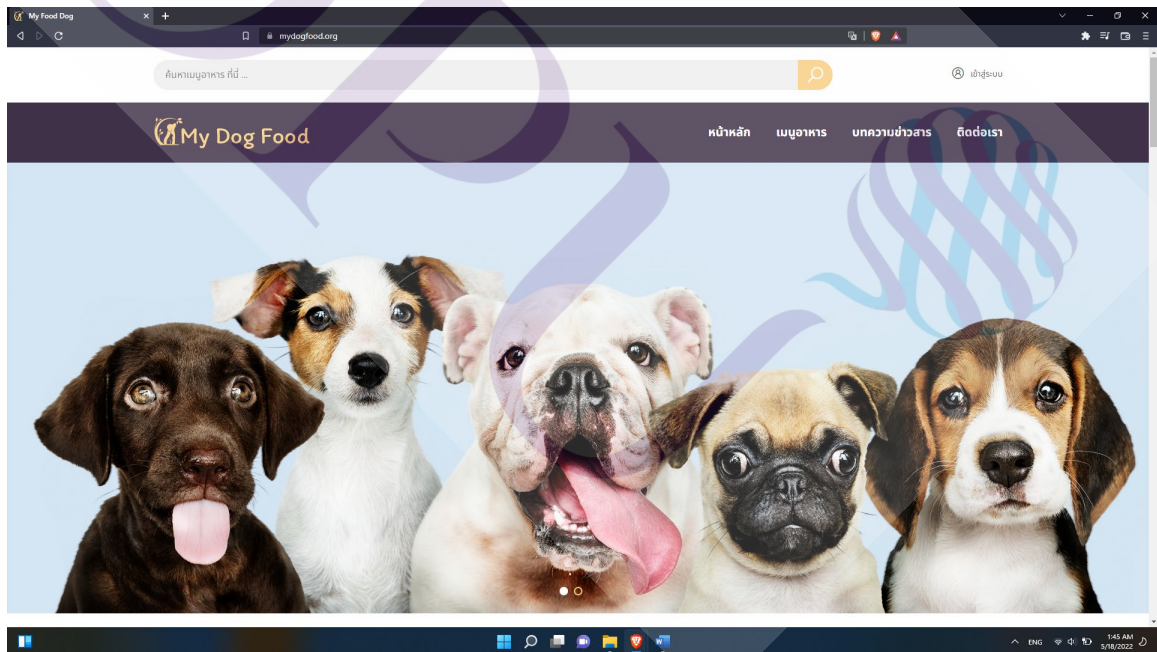 My Food Dog
mydogfood.org
ค้นหาเมนูอาหาร ที่นี่ ...
เข้าสู่ระบบ
My Dog Food
หน้าหลัก เมนูอาหาร บทความข่าวสาร ติดต่อเรา
ENG
1:45 AM
5/18/2022